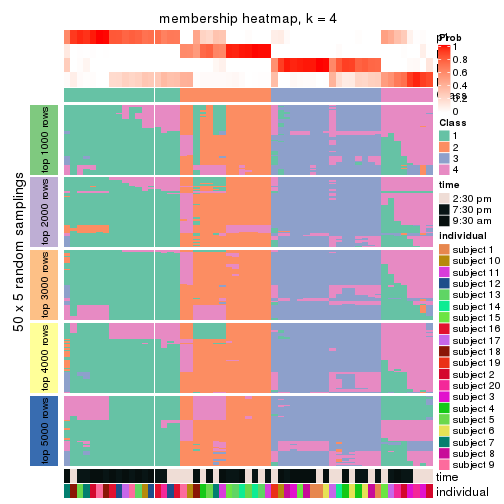 membership heatmap, k = 4
50 x 5 random samplings
top 1000 rows
top 2000 rows
top 3000 rows
top 4000 rows
top 5000 rows
Prob
1
0.8
0.6
0.4
0.2
0
Class
1
2
3
4
time
2:30 pm
7:30 pm
9:30 am
individual
subject 1
subject 10
subject 11
subject 12
subject 13
subject 14
subject 15
subject 16
subject 17
subject 18
subject 19
subject 2
subject 20
subject 3
subject 4
subject 5
subject 6
subject 7
subject 8
subject 9
time
individual